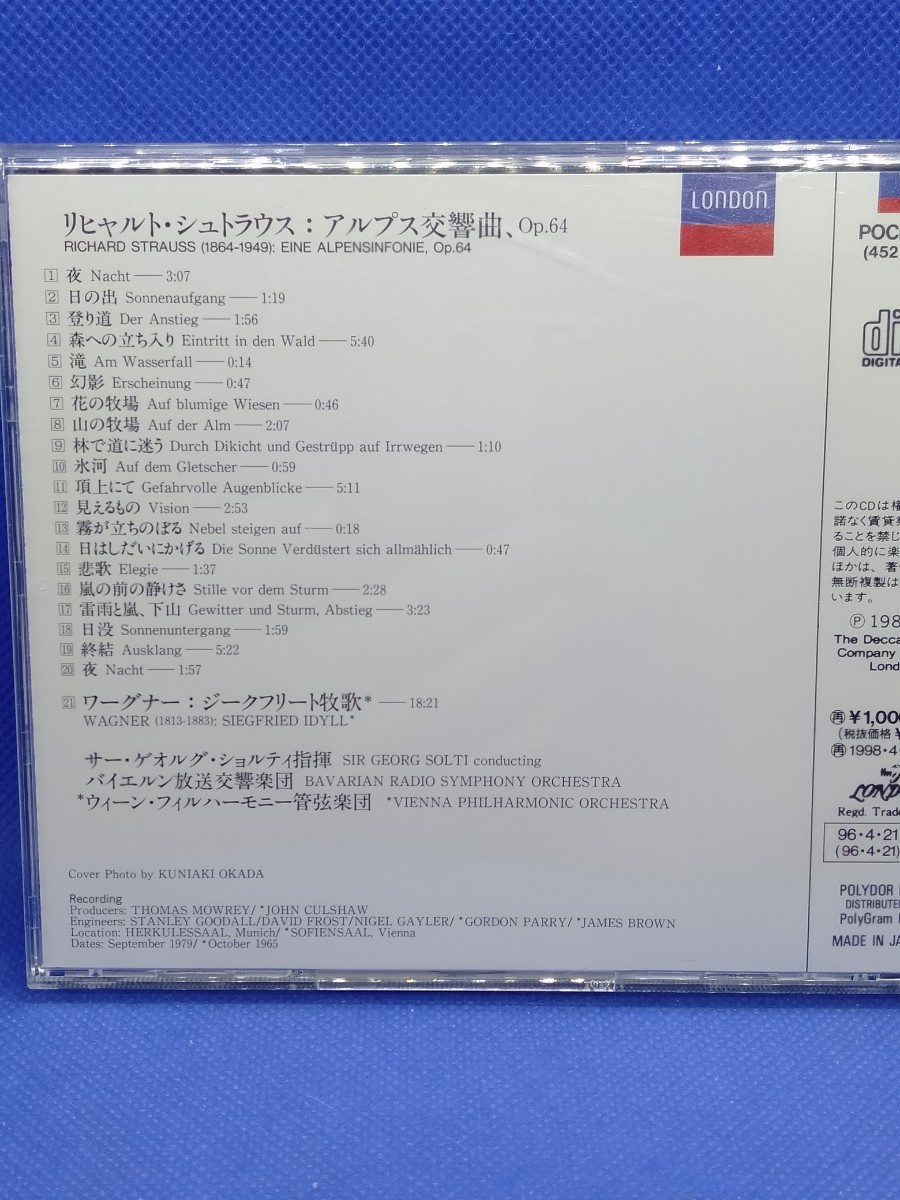 リヒャルト・シュトラウス：アルプス交響曲、Op.64
RICHARD STRAUSS (1864-1949): EINE ALPENSINFONIE, Op.64
1 夜 Nacht — 3:07
2 日の出 Sonnenaufgang — 1:19
3 登り道 Der Anstieg — 1:56
4 森への立ち入り Eintritt in den Wald — 5:40
5 滝 Am Wasserfall — 0:14
6 幻影 Erscheinung — 0:47
7 花の牧場 Auf blumige Wiesen — 0:46
8 山の牧場 Auf der Alm — 2:07
9 林で道に迷う Durch Dikicht und Gestrüpp auf Irrwegen — 1:10
10 氷河 Auf dem Gletscher — 0:59
11 頂上にて Gefahrvolle Augenblicke — 5:11
12 見えるもの Vision — 2:53
13 霧が立ちのぼる Nebel steigen auf — 0:18
14 日はしだいにかげる Die Sonne Verdüstert sich allmählich — 0:47
15 悲歌 Elegie — 1:37
16 嵐の前の静けさ Stille vor dem Sturm — 2:28
17 雷雨と嵐、下山 Gewitter und Sturm, Abstieg — 3:23
18 日没 Sonnenuntergang — 1:59
19 終結 Ausklang — 5:22
20 夜 Nacht — 1:57
21 ワーグナー：ジークフリート牧歌* — 18:21
WAGNER (1813-1883): SIEGFRIED IDYLL*
サー・ゲオルグ・ショルティ指揮 SIR GEORG SOLTI conducting
バイエルン放送交響楽団 BAVARIAN RADIO SYMPHONY ORCHESTRA
*ウィーン・フィルハーモニー管弦楽団 *VIENNA PHILHARMONIC ORCHESTRA
Cover Photo by KUNIAKI OKADA
Recording
Producers: THOMAS MOWREY/ *JOHN CULSHAW
Engineers: STANLEY GOODALL/DAVID FROST/NIGEL GAYLER/ *GORDON PARRY/ *JAMES BROWN
Location: HERKULESSAAL, Munich/ *SOFIENSAAL, Vienna
Dates: September 1979/ *October 1965
LONDON
POC
(452
DIGITA
このCDは権
諾なく賃貸
ることを禁じ
個人的に楽
ほかは、著
無断複製は
います。
Ⓟ 198
The Decca
Company
Lond
再 ¥1,000
(税抜価格 ¥
再 1998・4・
Regd. Trade
96・4・21
(96・4・21)
POLYDOR
DISTRIBUTE
PolyGram
MADE IN JA